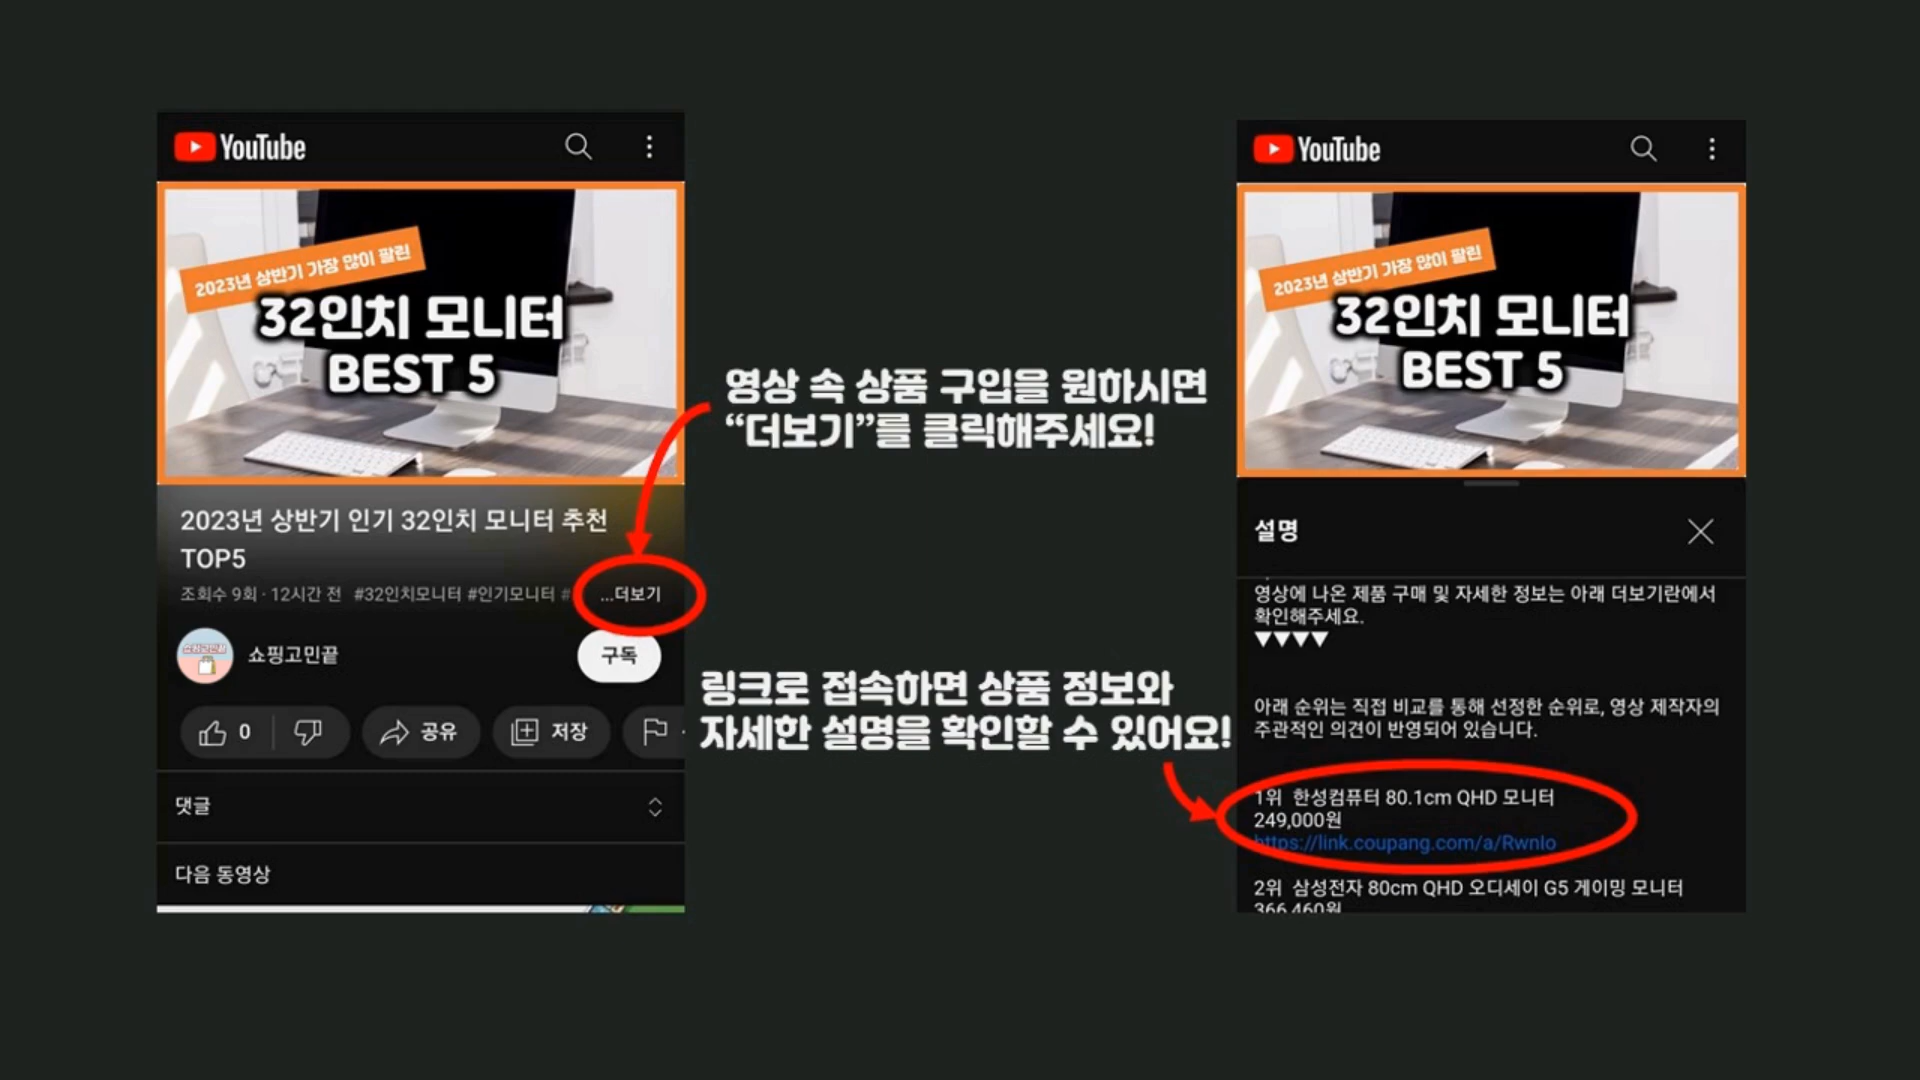 YouTube
2023년 상반기 가장 많이 팔린
32인치 모니터
BEST 5
2023년 상반기 인기 32인치 모니터 추천
TOP5
조회수 9회 · 12시간 전 #32인치모니터 #인기모니터 # ...더보기
쇼핑고민끝
쇼핑고민끝
구독
0
공유
저장
댓글
다음 동영상
영상 속 상품 구입을 원하시면
“더보기”를 클릭해주세요!
링크로 접속하면 상품 정보와
자세한 설명을 확인할 수 있어요!
YouTube
2023년 상반기 가장 많이 팔린
32인치 모니터
BEST 5
설명
영상에 나온 제품 구매 및 자세한 정보는 아래 더보기란에서
확인해주세요.
▼▼▼▼
아래 순위는 직접 비교를 통해 선정한 순위로, 영상 제작자의
주관적인 의견이 반영되어 있습니다.
1위 한성컴퓨터 80.1cm QHD 모니터
249,000원
https://link.coupang.com/a/RwnIo
2위 삼성전자 80cm QHD 오디세이 G5 게이밍 모니터
366,460원